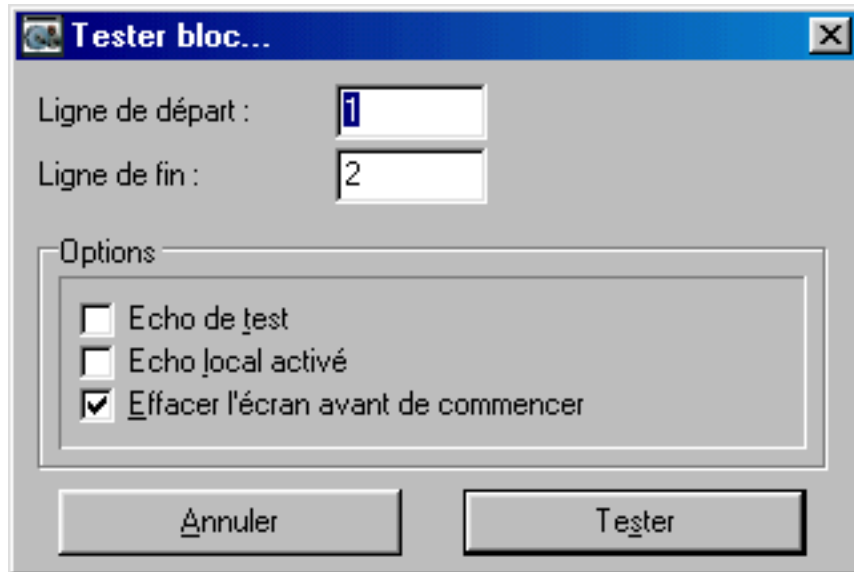 Tester bloc...
Ligne de départ : 1
Ligne de fin : 2
Options
Echo de test
Echo local activé
Effacer l'écran avant de commencer
Annuler Tester